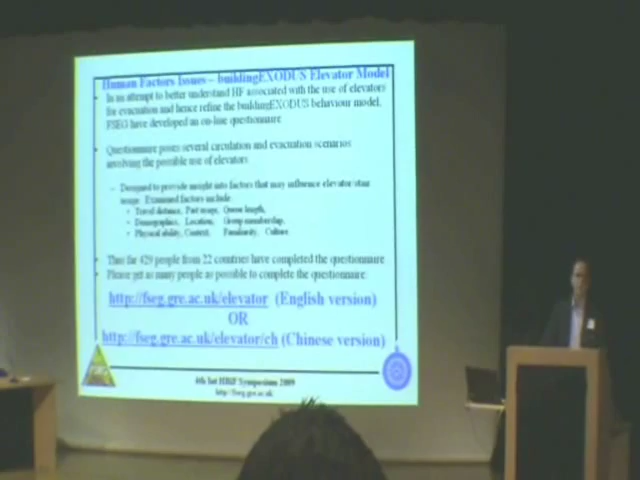 Human Factors Issues – buildingEXODUS Elevator Model
• In an attempt to better understand HF associated with the use of elevators
for evacuation and hence refine the buildingEXODUS behaviour model,
FSEG have developed an on-line questionnaire
• Questionnaire poses several circulation and evacuation scenarios
involving the possible use of elevators
– Designed to provide insight into factors that may influence elevator/stair
usage. Examined factors include
• Travel distance, Past usage, Queue length,
• Demographics, Location, Group membership,
• Physical ability, Context, Familiarity, Culture
• Thus far 429 people from 22 countries have completed the questionnaire
• Please get as many people as possible to complete the questionnaire:
http://fseg.gre.ac.uk/elevator (English version)
OR
http://fseg.gre.ac.uk/elevator/ch (Chinese version)
FSEG
4th Int HBiF Symposium 2009
http://fseg.gre.ac.uk